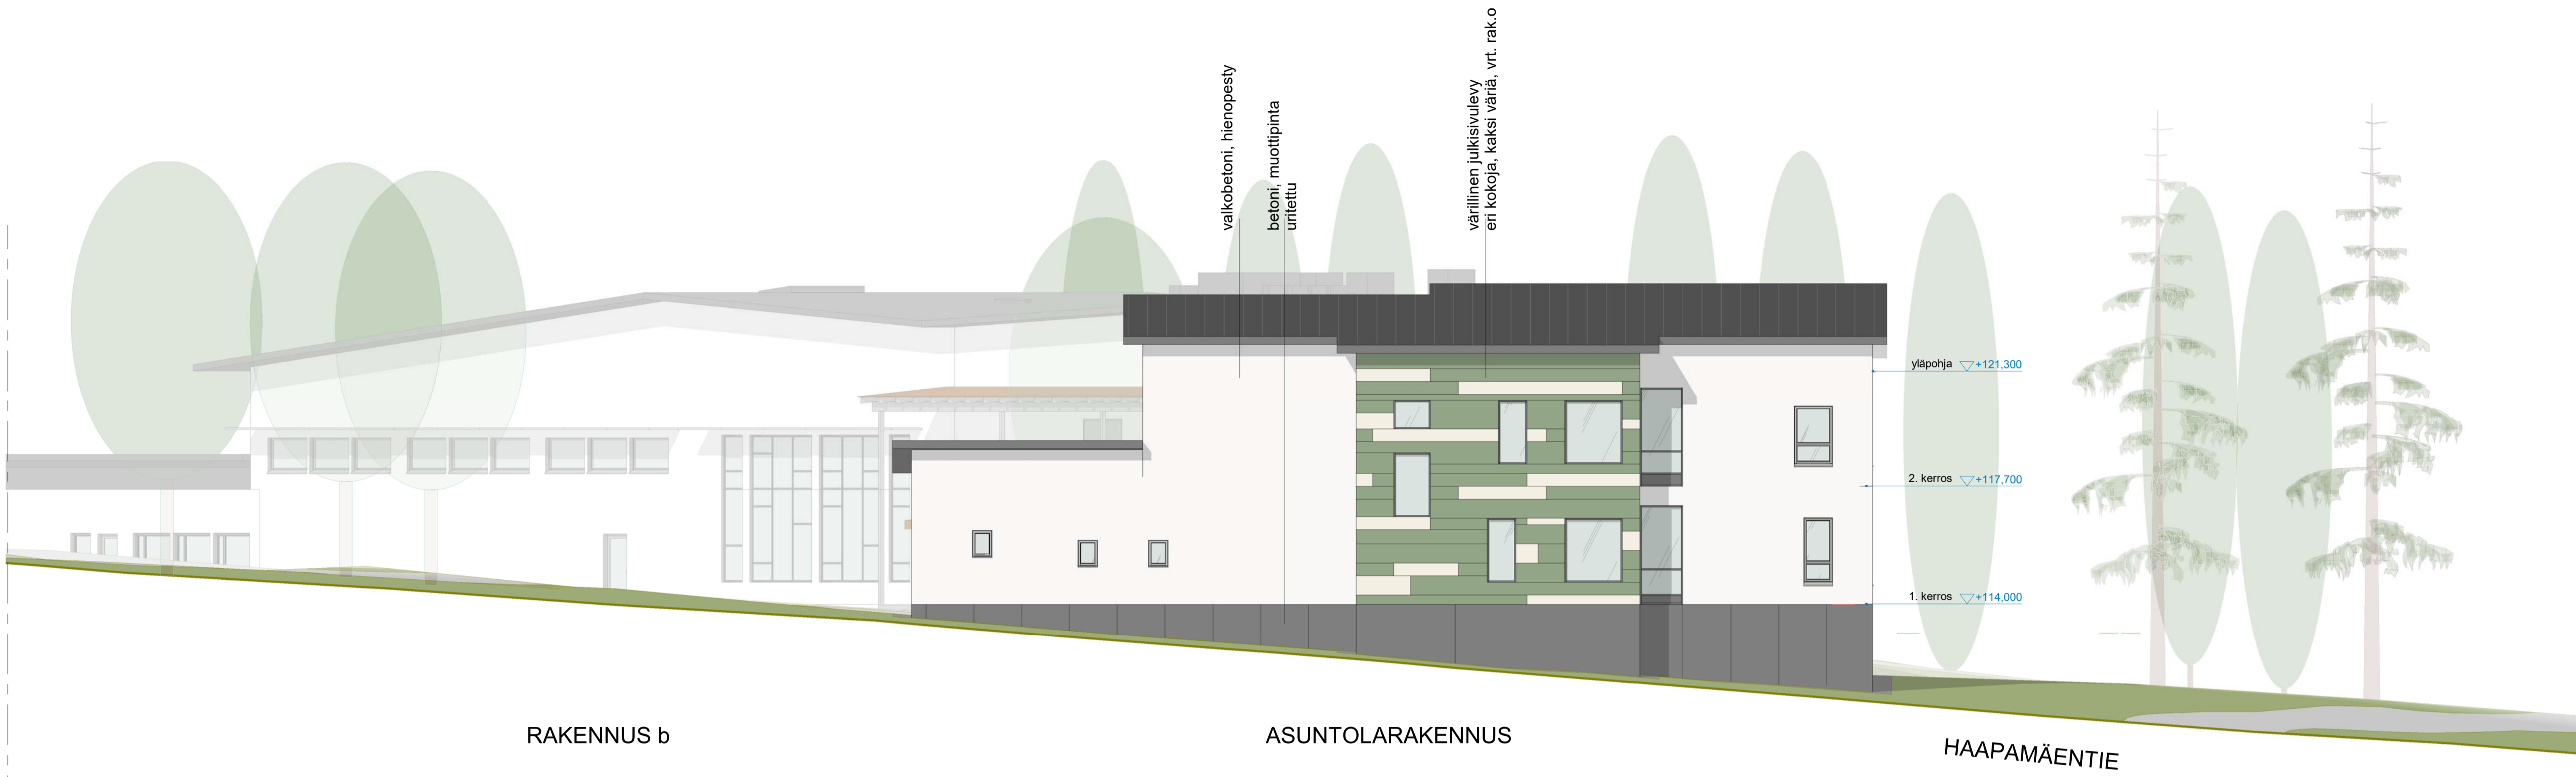 valkobetoni, hienopesty
betoni, muottipinta
uritettu
värillinen julkisivulevy
eri kokoja, kaksi väriä, vrt. rak.o
yläpohja +121,300
2. kerros +117,700
1. kerros +114,000
RAKENNUS b
ASUNTOLARAKENNUS
HAAPAMÄENTIE